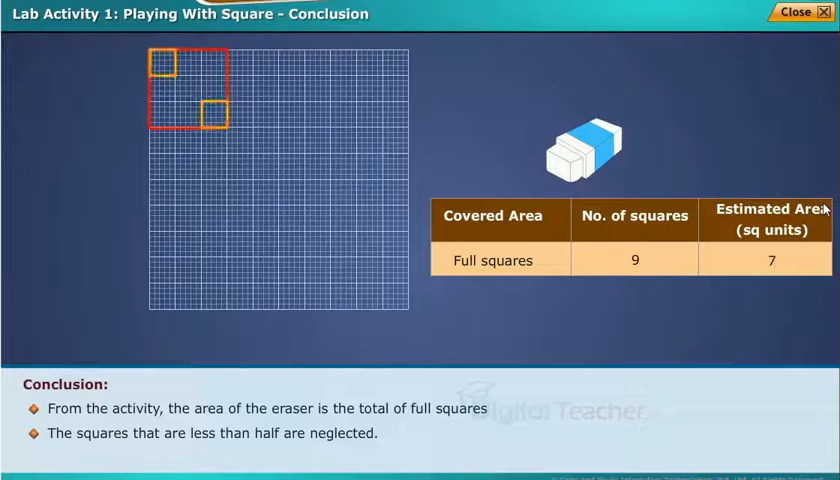 Lab Activity 1: Playing With Square - Conclusion
Close
Covered Area
No. of squares
Estimated Area
(sq units)
Full squares
9
7
Conclusion:
From the activity, the area of the eraser is the total of full squares
The squares that are less than half are neglected.
Digital Teacher